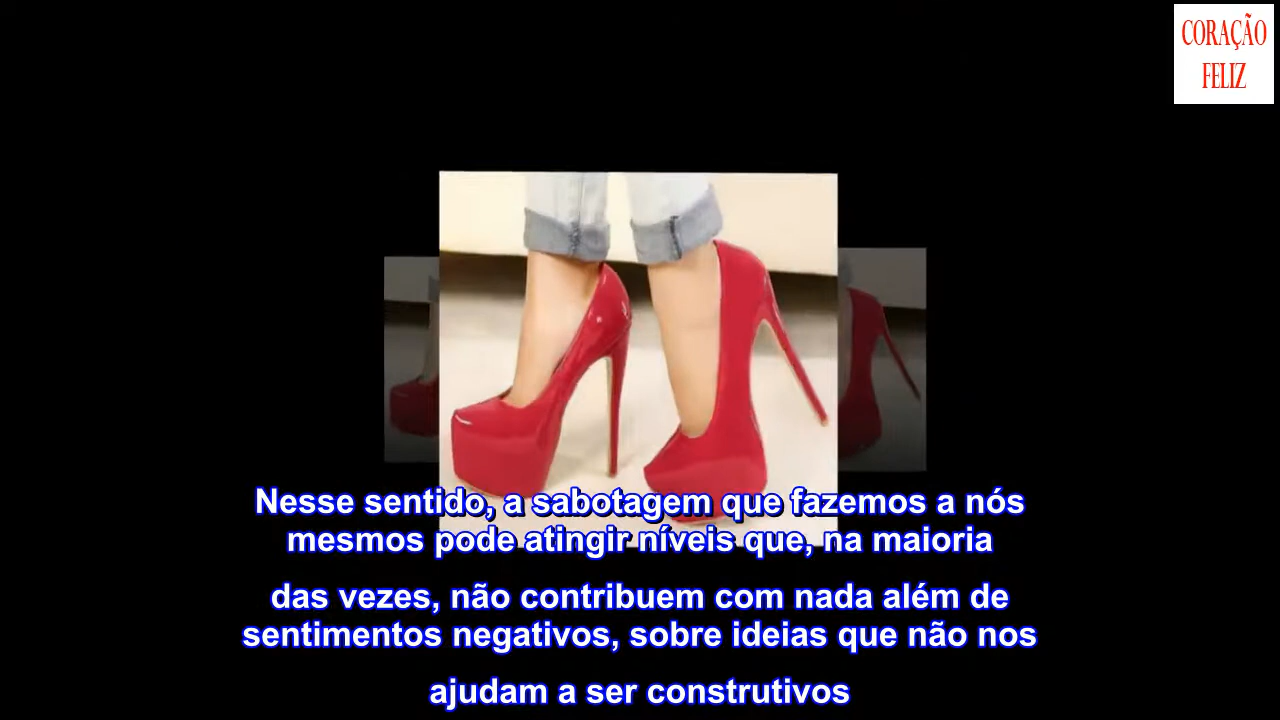 CORAÇÃO
FELIZ
Nesse sentido, a sabotagem que fazemos a nós
mesmos pode atingir níveis que, na maioria
das vezes, não contribuem com nada além de
sentimentos negativos, sobre ideias que não nos
ajudam a ser construtivos